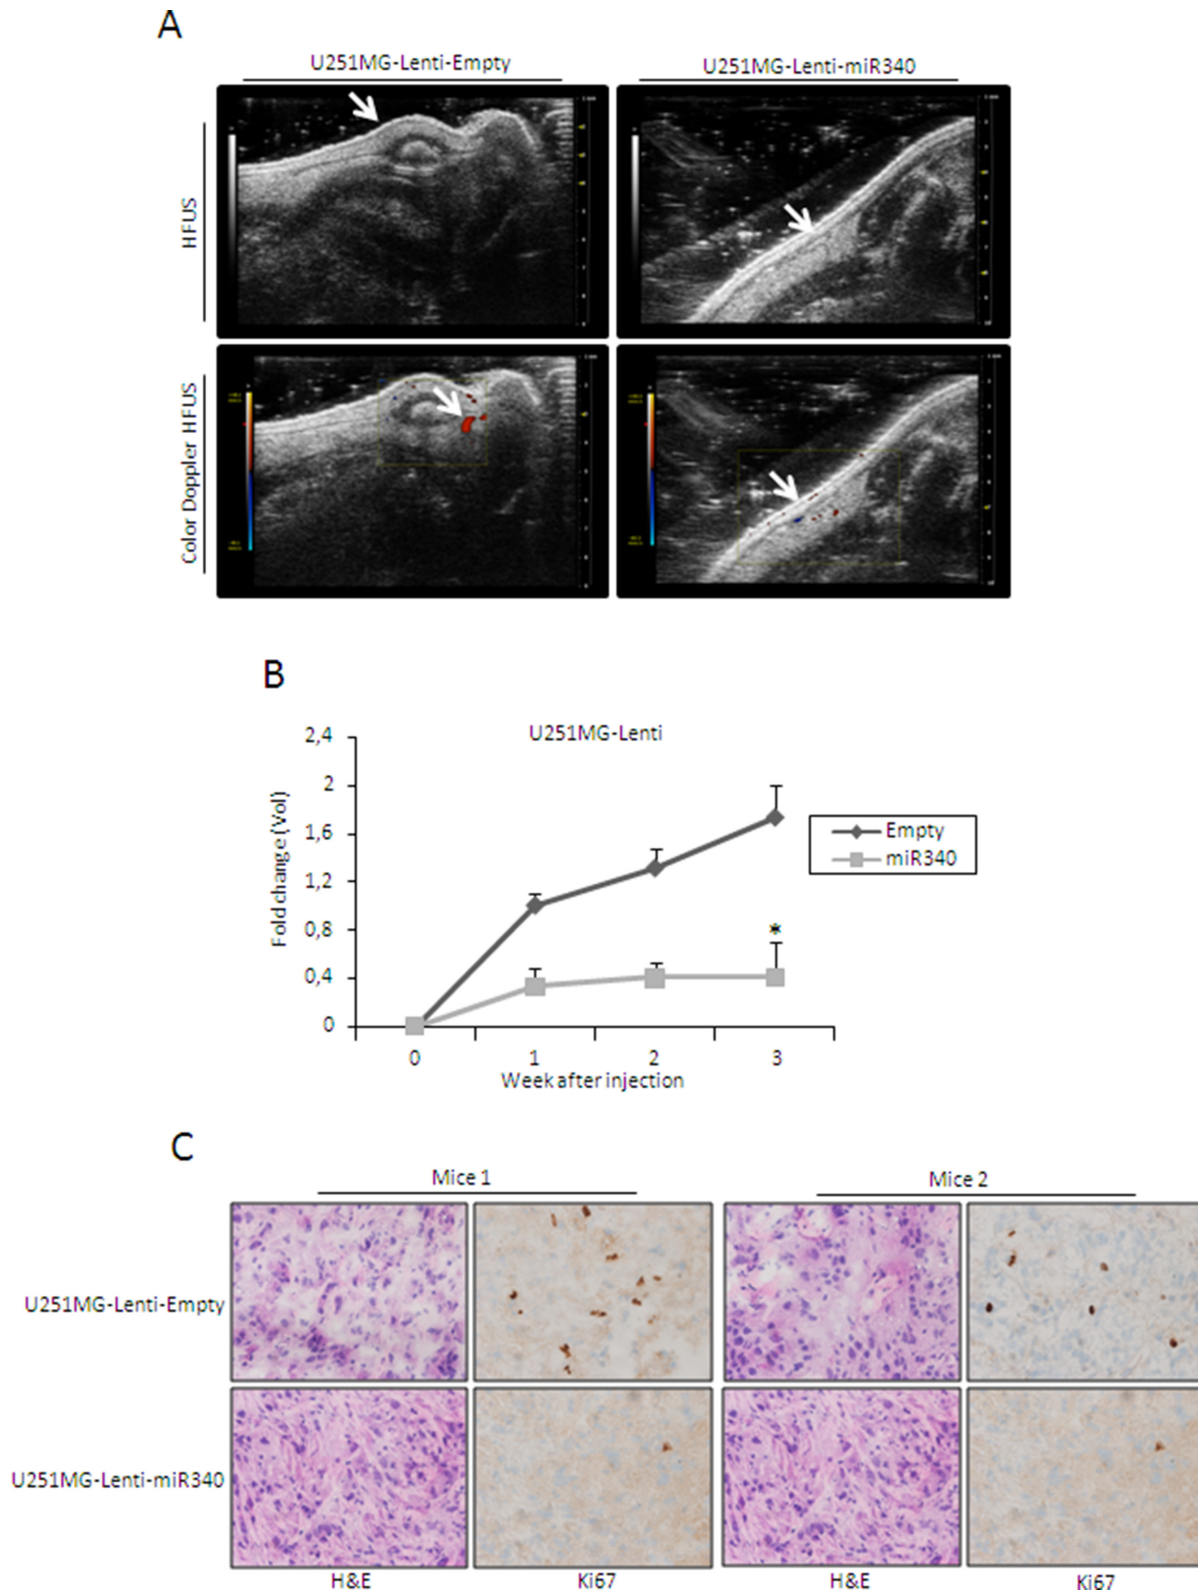 A
U251MG-Lenti-Empty
U251MG-Lenti-miR340
HFUS
Color Doppler HFUS
B
U251MG-Lenti
Fold change (Vol)
2,4
2
1,6
1,2
0,8
0,4
0
*
Empty
miR340
0 1 2 3
Week after injection
C
Mice 1
Mice 2
U251MG-Lenti-Empty
U251MG-Lenti-miR340
H&E Ki67 H&E Ki67